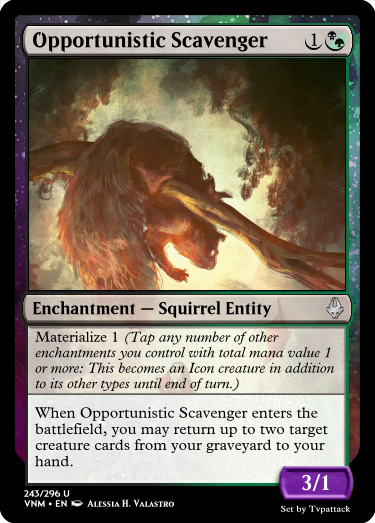 Opportunistic Scavenger 1
Enchantment — Squirrel Entity
Materialize 1 (Tap any number of other
enchantments you control with total mana value 1
or more: This becomes an Icon creature in addition
to its other types until end of turn.)
When Opportunistic Scavenger enters the
battlefield, you may return up to two target
creature cards from your graveyard to your
hand.
3/1
243/296 U
VNM • EN Alessia H. Valastro
Set by Tvpattack